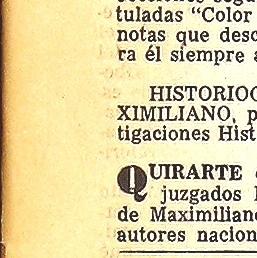 tuladas "Color
notas que desc
ra él siempre
HISTORIOG
XIMILIANO, p
tigaciones Hist
QUIRARTE
juzgados
de Maximiliano
autores nacion